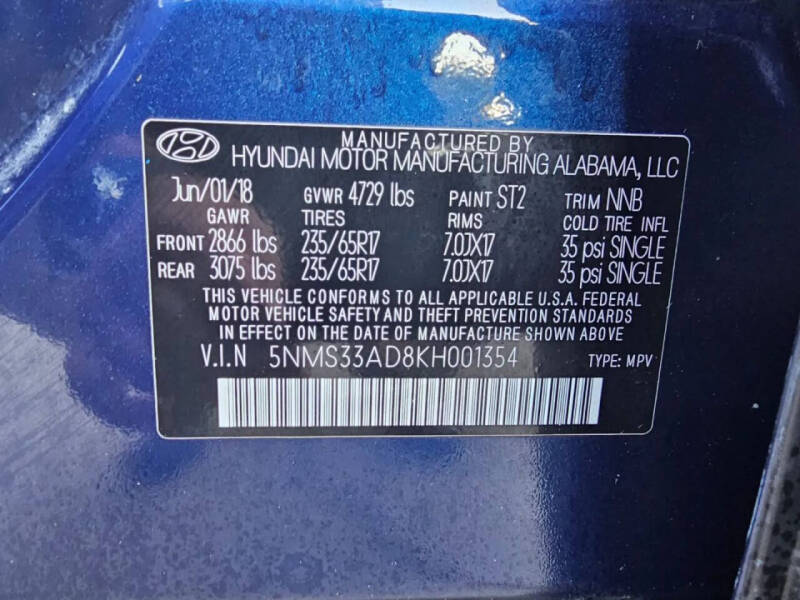 MANUFACTURED BY
HYUNDAI MOTOR MANUFACTURING ALABAMA, LLC
Jun/01/18 GVWR 4729 lbs PAINT ST2 TRIM NNB
GAWR TIRES RIMS COLD TIRE INFL
FRONT 2866 lbs 235/65R17 7.0JX17 35 psi SINGLE
REAR 3075 lbs 235/65R17 7.0JX17 35 psi SINGLE
THIS VEHICLE CONFORMS TO ALL APPLICABLE U.S.A. FEDERAL
MOTOR VEHICLE SAFETY AND THEFT PREVENTION STANDARDS
IN EFFECT ON THE DATE OF MANUFACTURE SHOWN ABOVE
V.I.N 5NMS33AD8KH001354 TYPE: MPV